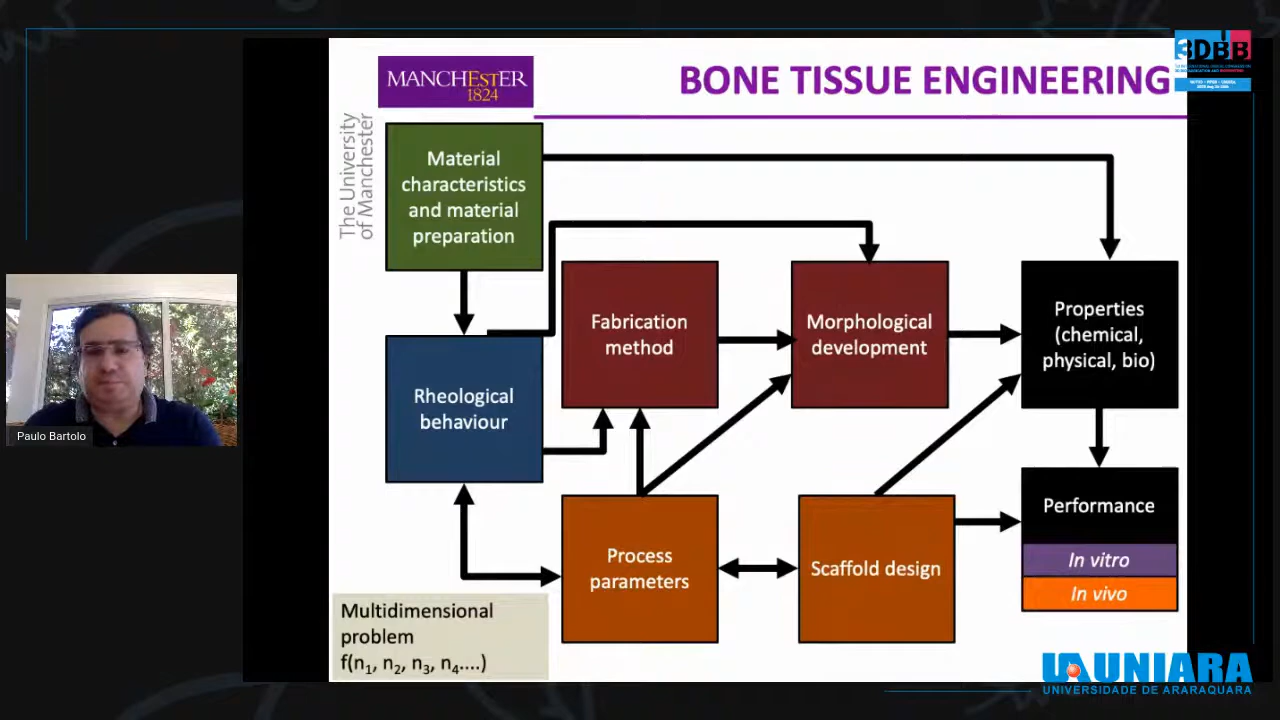 MANCHESTER
1824
The University
of Manchester
BONE TISSUE ENGINEERING
3DBB
Material
characteristics
and material
preparation
Fabrication
method
Morphological
development
Properties
(chemical,
physical, bio)
Rheological
behaviour
Paulo Bartolo
Process
parameters
Scaffold design
Performance
In vitro
In vivo
Multidimensional
problem
f(n1, n2, n3, n4....)
UNIARA
UNIVERSIDADE DE ARARAQUARA